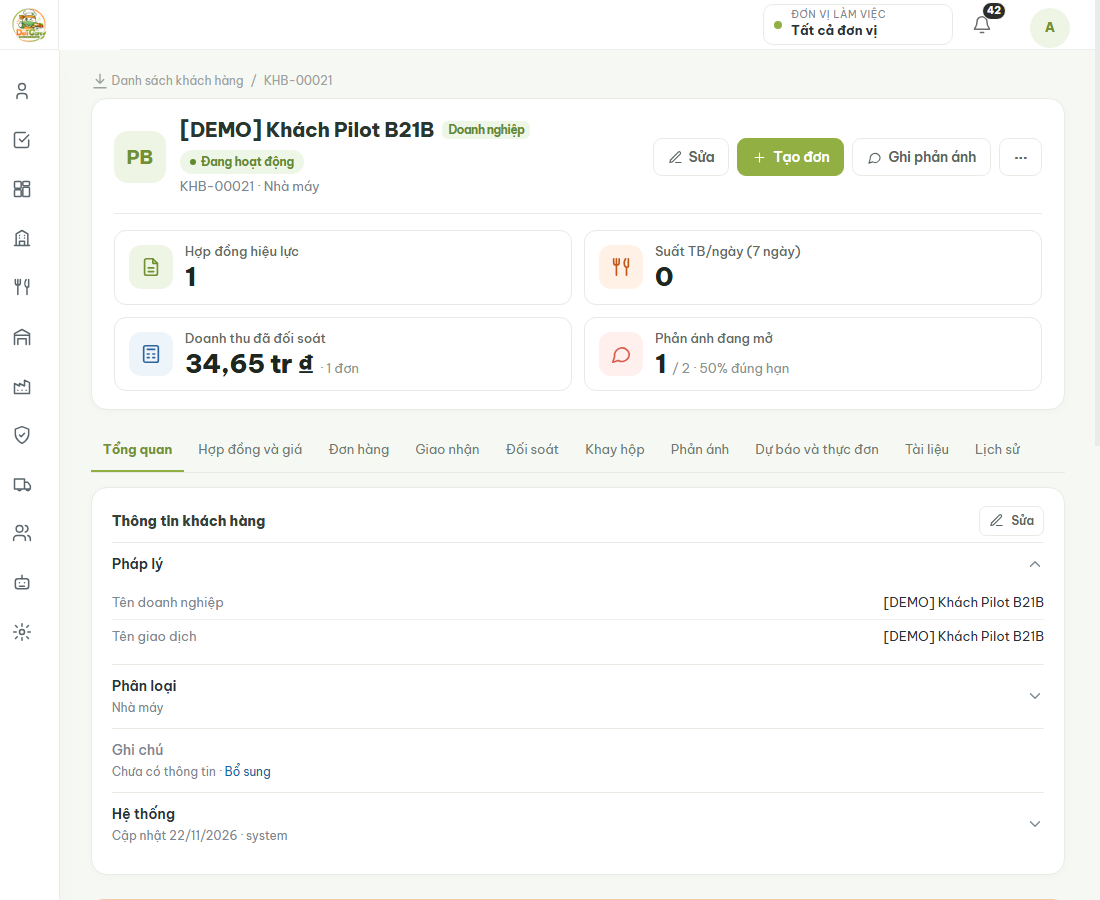 ĐƠN VỊ LÀM VIỆC
Tất cả đơn vị
42
A
Danh sách khách hàng / KHB-00021
PB
[DEMO] Khách Pilot B21B
Doanh nghiệp
Đang hoạt động
KHB-00021 · Nhà máy
Sửa
+ Tạo đơn
Ghi phản ánh
...
Hợp đồng hiệu lực
1
Suất TB/ngày (7 ngày)
0
Doanh thu đã đối soát
34,65 tr ₫ · 1 đơn
Phản ánh đang mở
1 / 2 · 50% đúng hạn
Tổng quan
Hợp đồng và giá
Đơn hàng
Giao nhận
Đối soát
Khay hộp
Phản ánh
Dự báo và thực đơn
Tài liệu
Lịch sử
Thông tin khách hàng
Sửa
Pháp lý
Tên doanh nghiệp
[DEMO] Khách Pilot B21B
Tên giao dịch
[DEMO] Khách Pilot B21B
Phân loại
Nhà máy
Ghi chú
Chưa có thông tin · Bổ sung
Hệ thống
Cập nhật 22/11/2026 · system